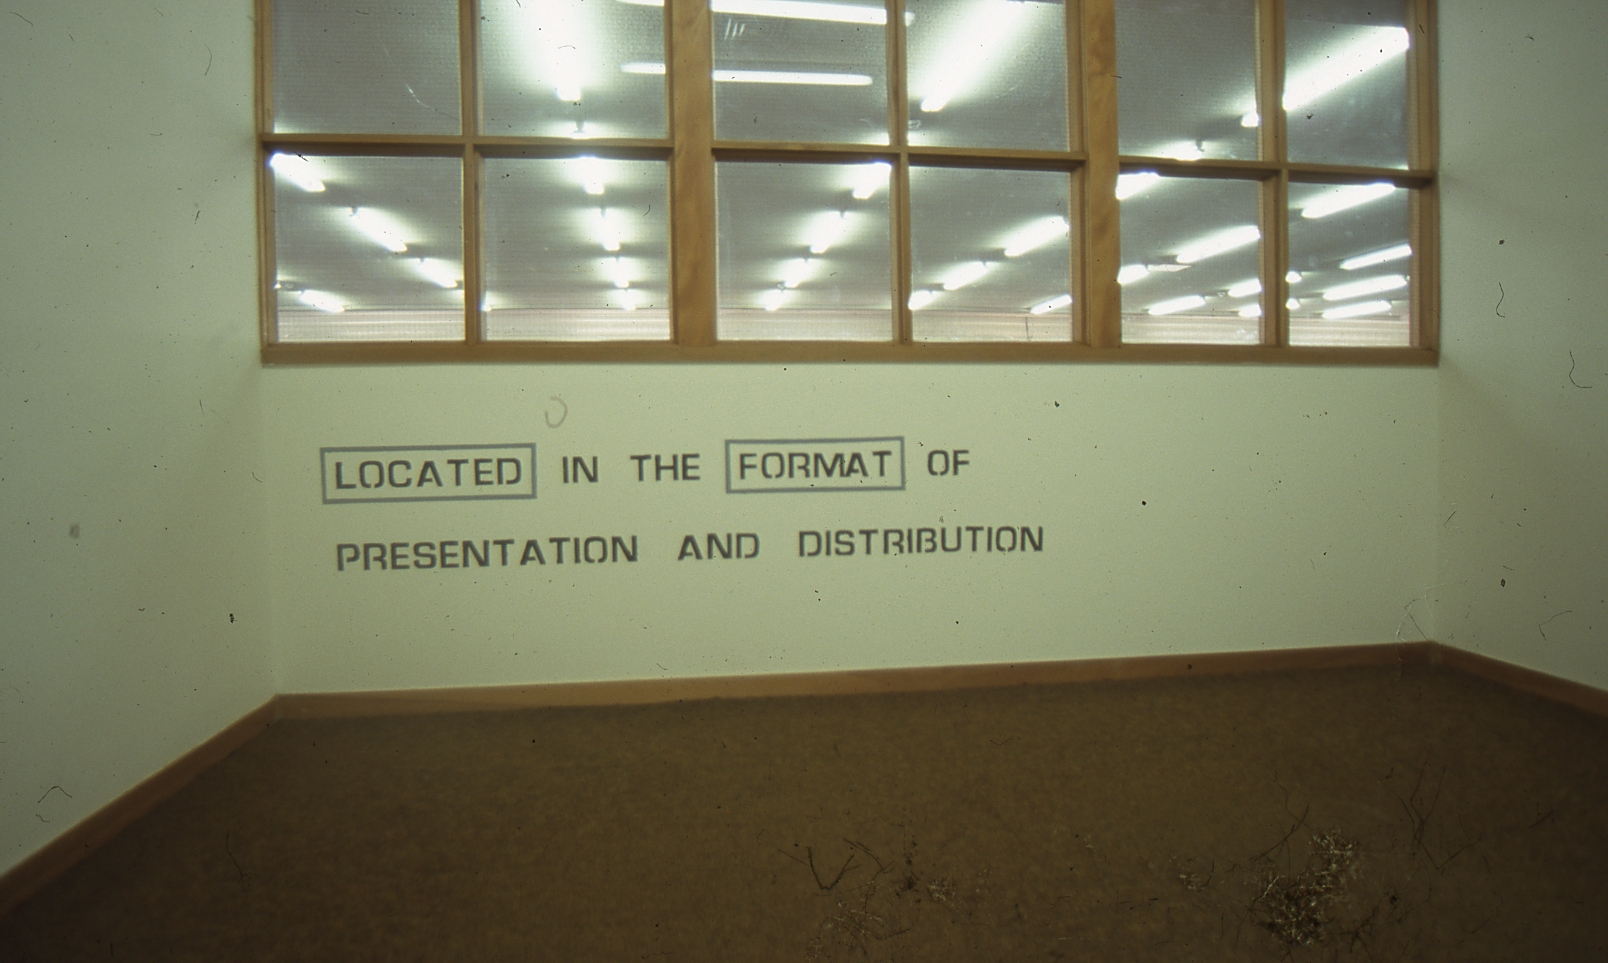 LOCATED IN THE FORMAT OF
PRESENTATION AND DISTRIBUTION